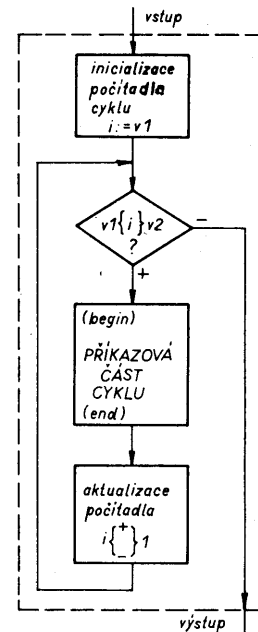 vstup
inicializace
počítadla
cyklu
i:=v1
v1{i}v2
?
-
+
(begin)
PŘÍKAZOVÁ
ČÁST
CYKLU
(end)
aktualizace
počítadla
i{+-}1
výstup